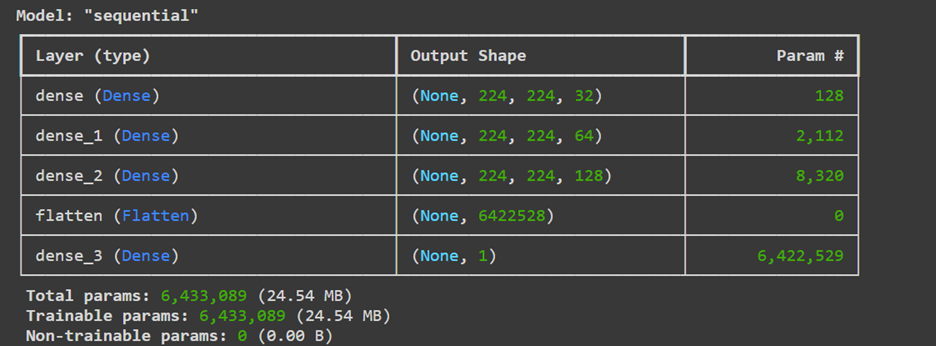 Model: "sequential"
Layer (type) Output Shape Param #
dense (Dense) (None, 224, 224, 32) 128
dense_1 (Dense) (None, 224, 224, 64) 2,112
dense_2 (Dense) (None, 224, 224, 128) 8,320
flatten (Flatten) (None, 6422528) 0
dense_3 (Dense) (None, 1) 6,422,529
Total params: 6,433,089 (24.54 MB)
Trainable params: 6,433,089 (24.54 MB)
Non-trainable params: 0 (0.00 B)